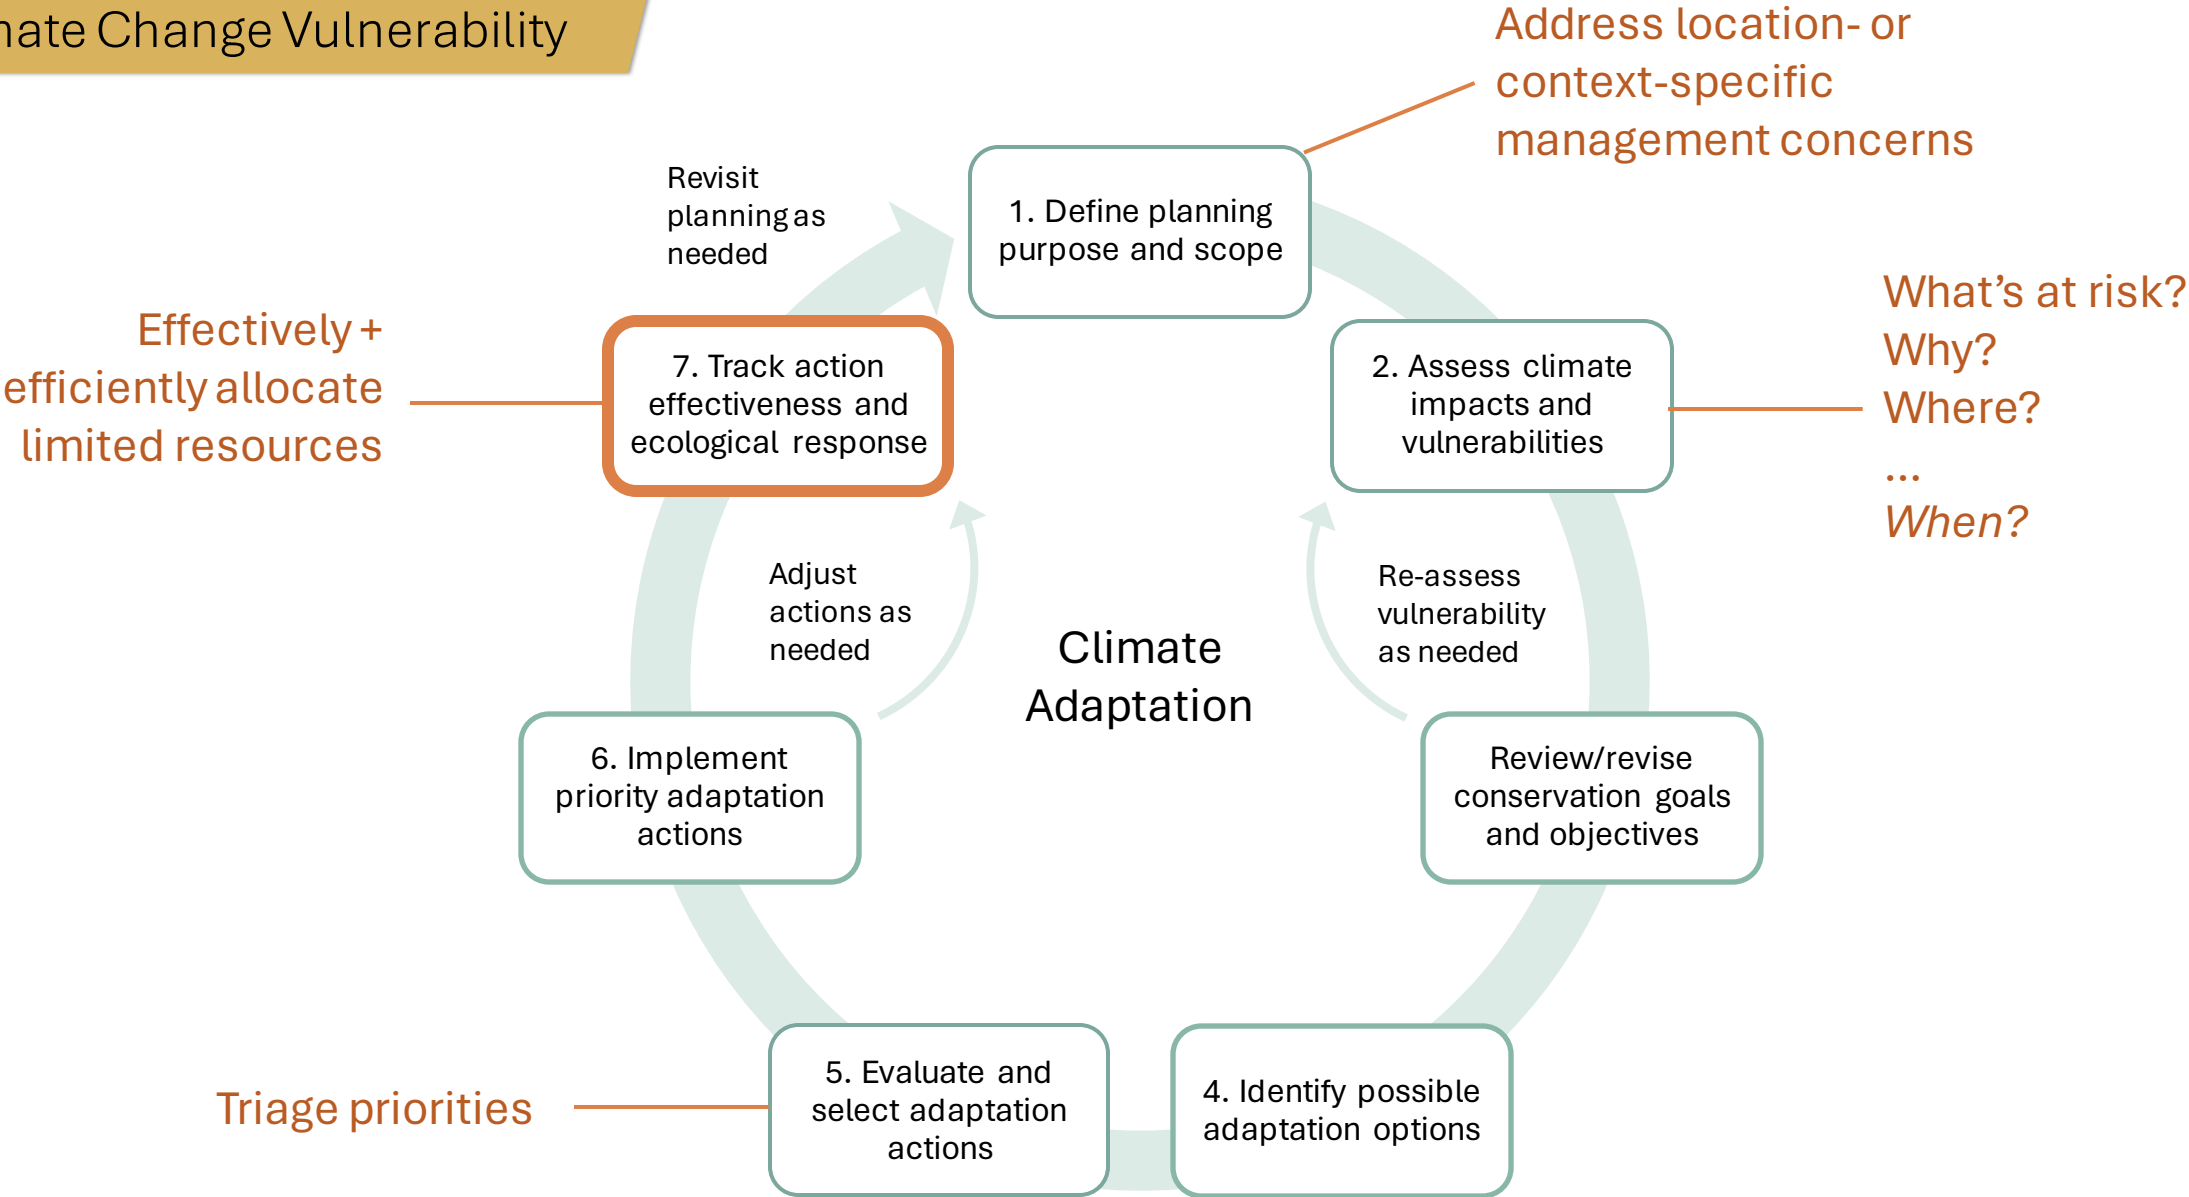 nate Change Vulnerability
Address location- or
context-specific
management concerns
Revisit
planning as
needed
1. Define planning
purpose and scope
What's at risk?
Why?
Where?
...
When?
Effectively +
efficiently allocate
limited resources
7. Track action
effectiveness and
ecological response
2. Assess climate
impacts and
vulnerabilities
Adjust
actions as
needed
Re-assess
vulnerability
as needed
Climate
Adaptation
6. Implement
priority adaptation
actions
Review/revise
conservation goals
and objectives
Triage priorities
5. Evaluate and
select adaptation
actions
4. Identify possible
adaptation options